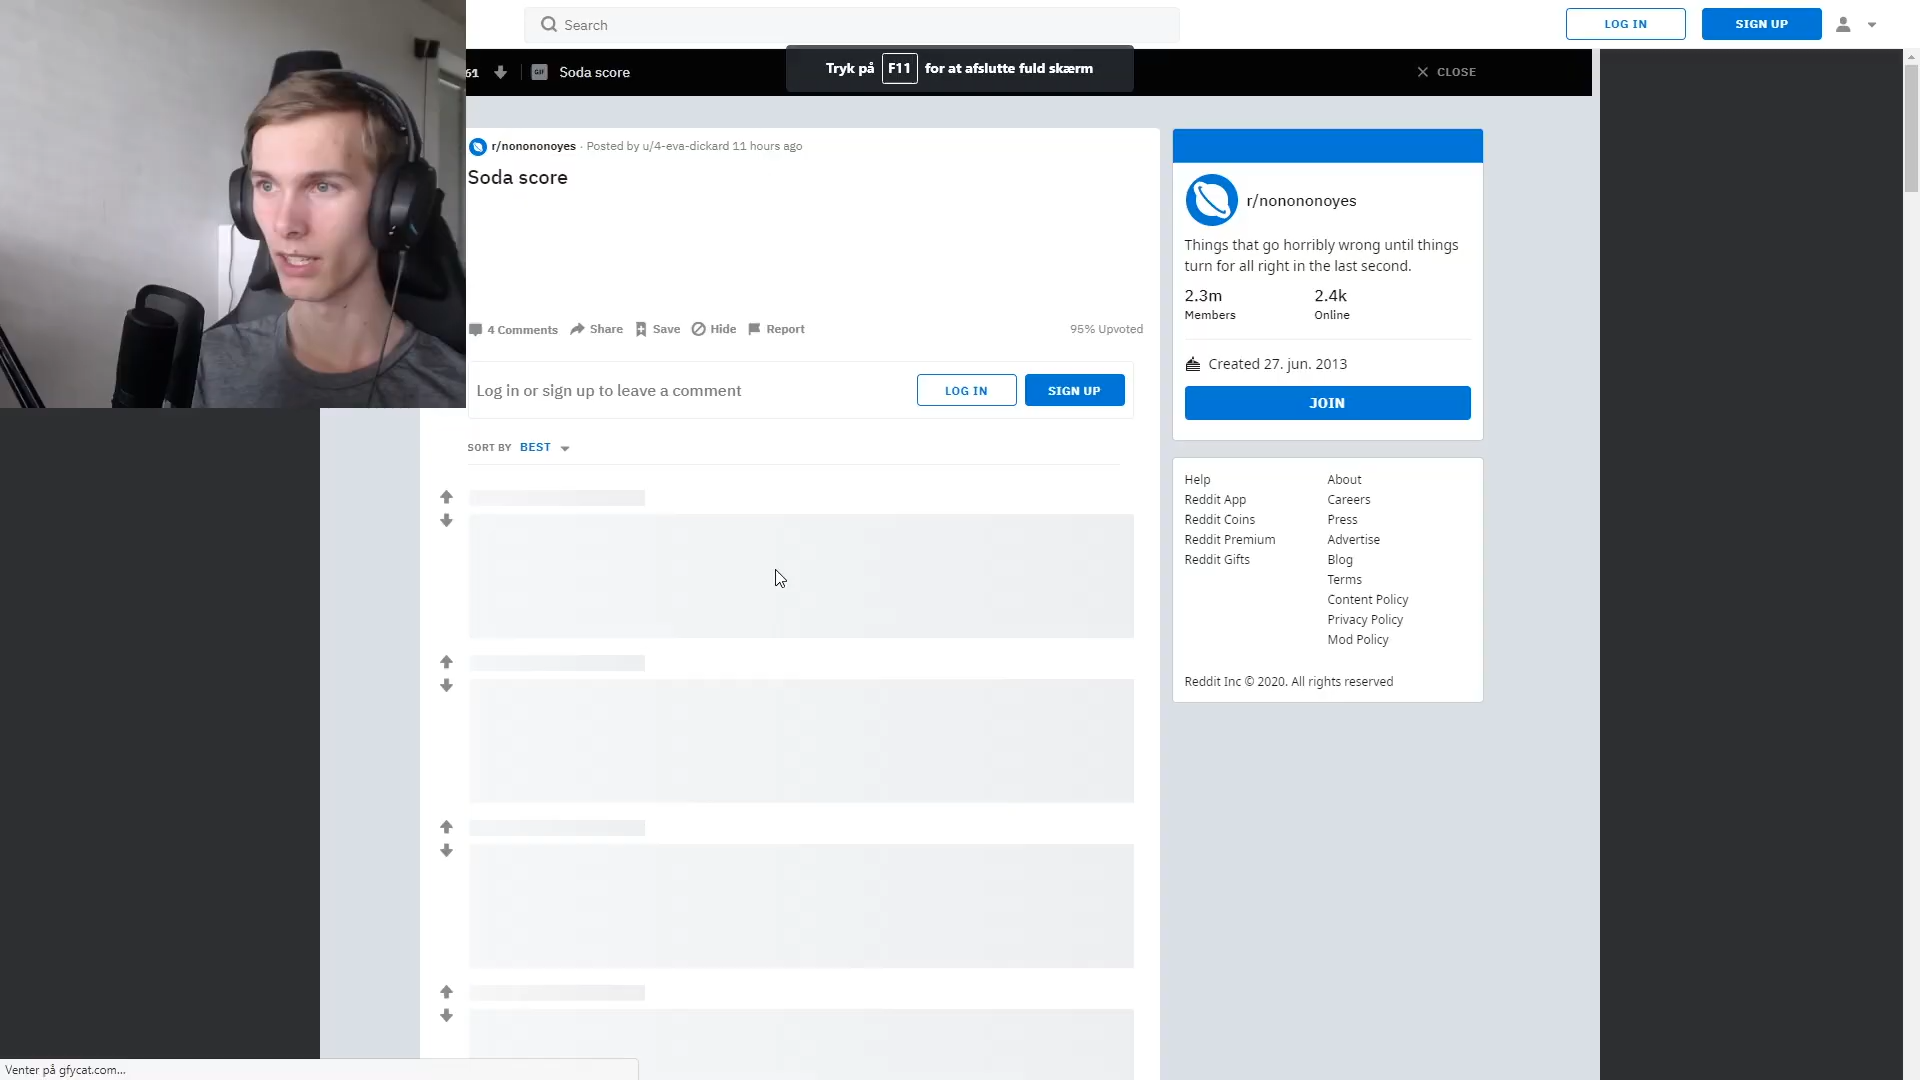 Search
LOG IN
SIGN UP
Tryk på F11 for at afslutte fuld skærm
61
GIF
Soda score
CLOSE
r/nonononoyes · Posted by u/4-eva-dickard 11 hours ago
Soda score
4 Comments
Share
Save
Hide
Report
95% Upvoted
Log in or sign up to leave a comment
LOG IN
SIGN UP
SORT BY BEST
r/nonononoyes
Things that go horribly wrong until things
turn for all right in the last second.
2.3m
2.4k
Members
Online
Created 27. jun. 2013
JOIN
Help
About
Reddit App
Careers
Reddit Coins
Press
Reddit Premium
Advertise
Reddit Gifts
Blog
Terms
Content Policy
Privacy Policy
Mod Policy
Reddit Inc © 2020. All rights reserved
Venter på gfycat.com...